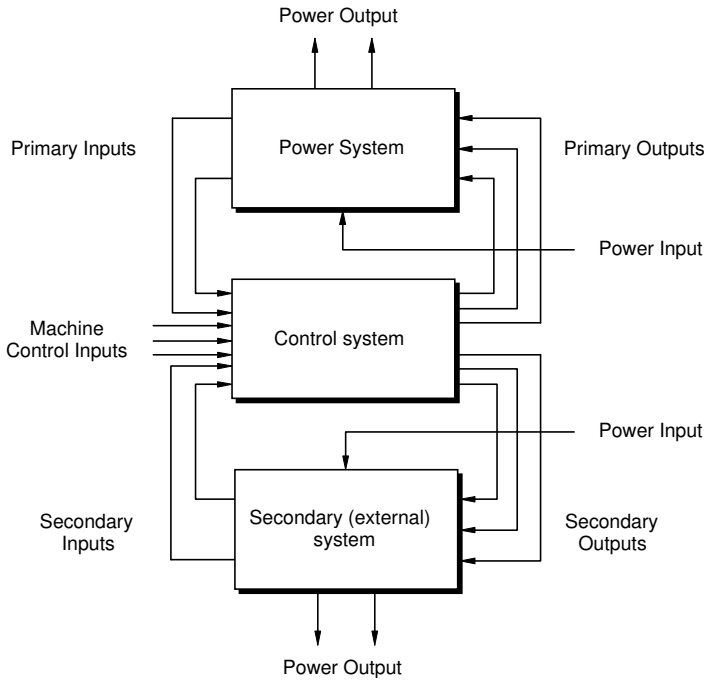 Power Output
Power System
Primary Inputs
Primary Outputs
Power Input
Machine
Control Inputs
Control system
Power Input
Secondary (external)
system
Secondary
Inputs
Secondary
Outputs
Power Output